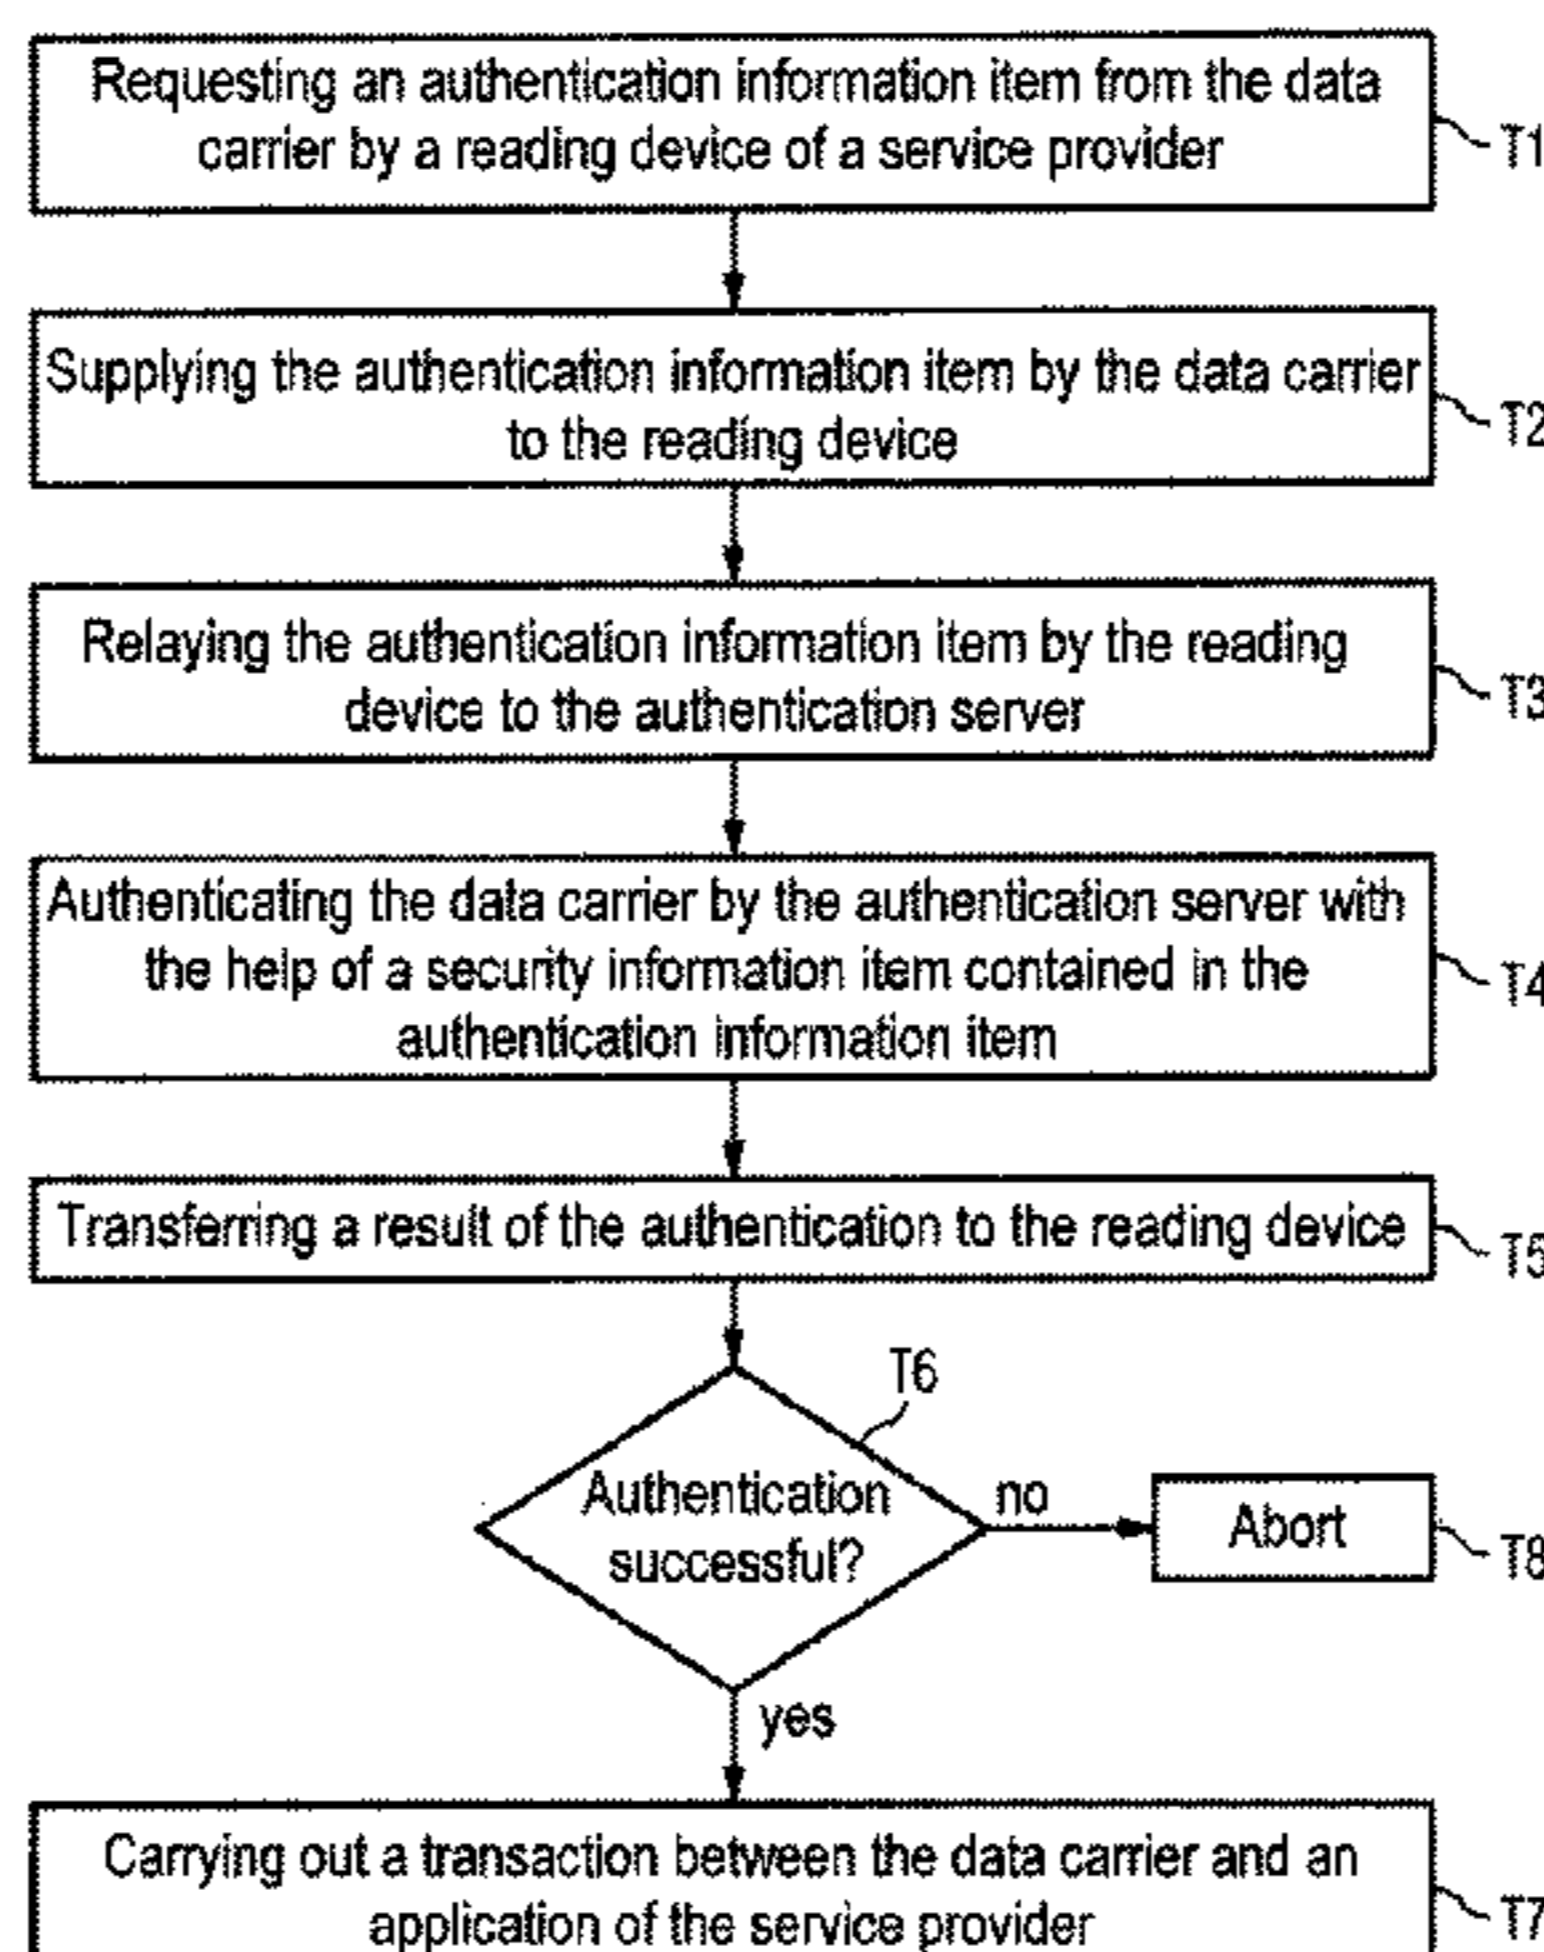 Requesting an authentication information item from the data
carrier by a reading device of a service provider
T1
Supplying the authentication information item by the data carrier
to the reading device
T2
Relaying the authentication information item by the reading
device to the authentication server
T3
Authenticating the data carrier by the authentication server with
the help of a security information item contained in the
authentication information item
T4
Transferring a result of the authentication to the reading device
T5
T6
Authentication
successful?
no
Abort
T8
yes
Carrying out a transaction between the data carrier and an
application of the service provider
T7